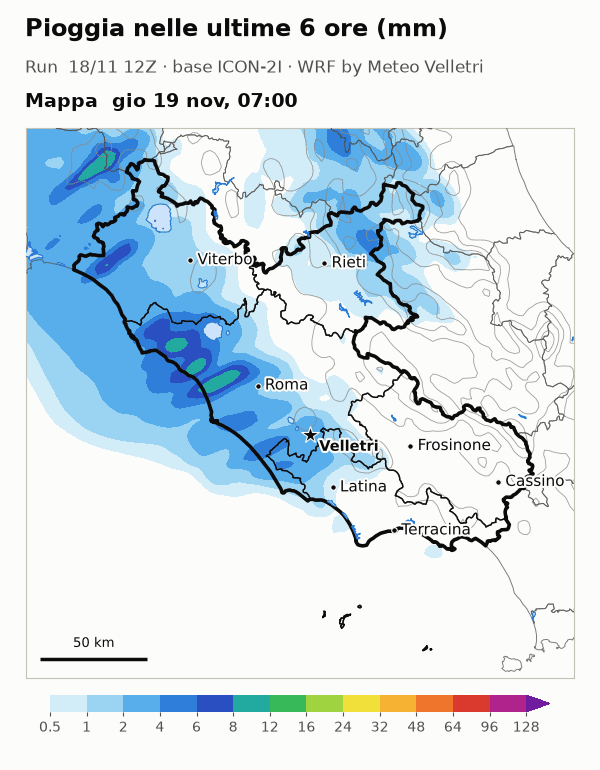 Pioggia nelle ultime 6 ore (mm)
Run  18/11 12Z · base ICON-2I · WRF by Meteo Velletri
Mappa  gio 19 nov, 07:00
Viterbo
Rieti
Roma
Velletri
Frosinone
Latina
Cassino
Terracina
50 km
0.5 1 2 4 6 8 12 16 24 32 48 64 96 128